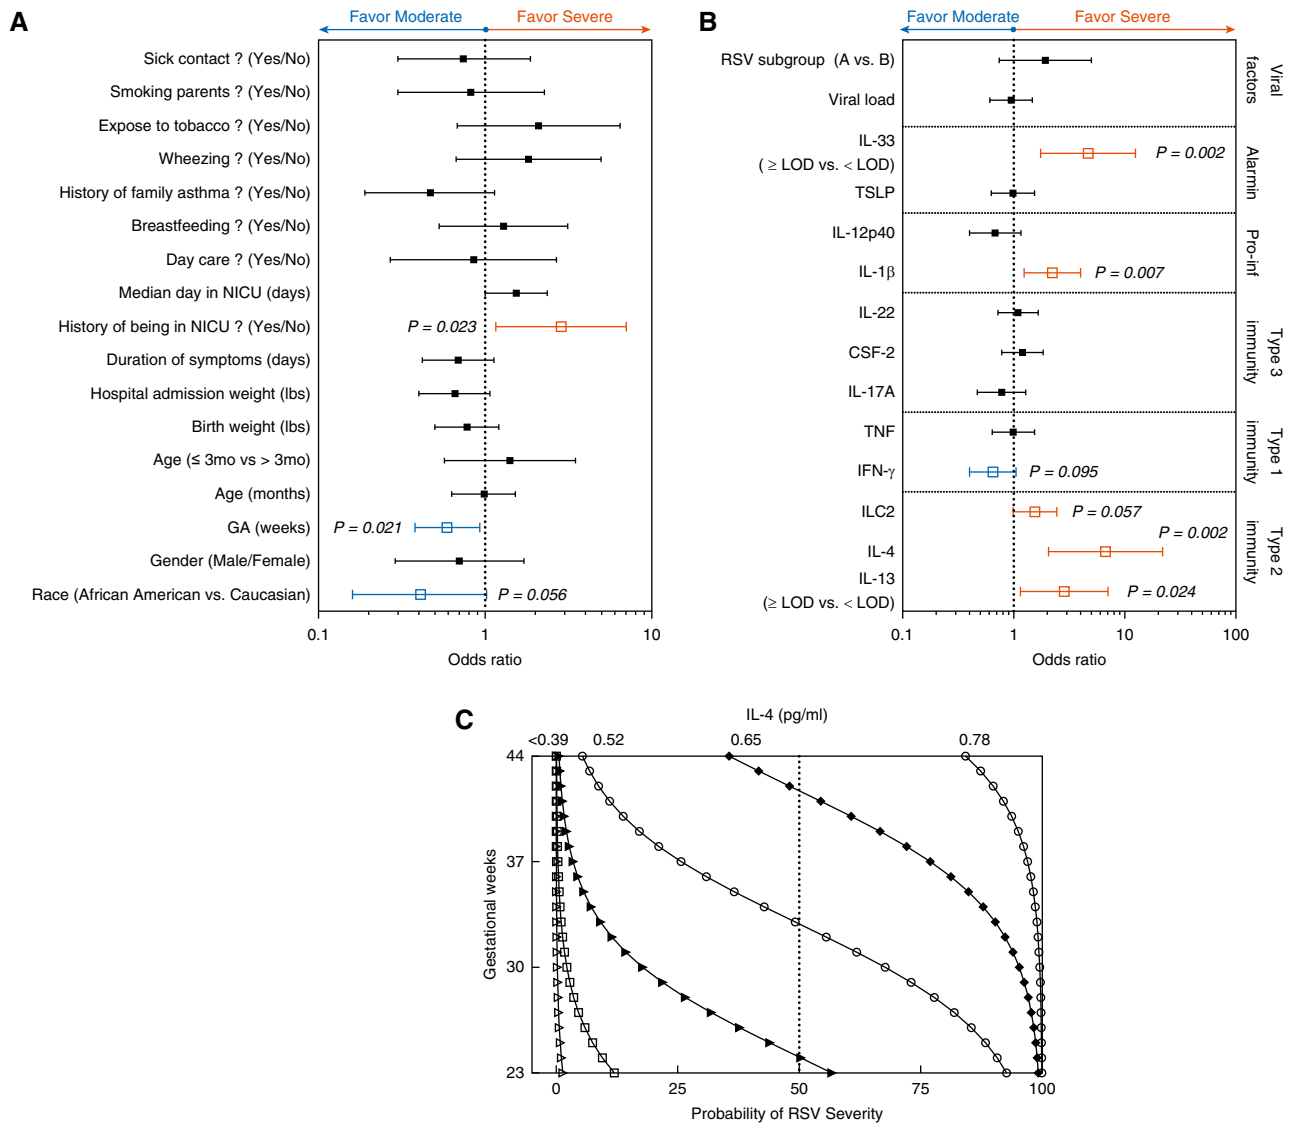 A
Favor Moderate
Favor Severe
Sick contact ? (Yes/No)
Smoking parents ? (Yes/No)
Expose to tobacco ? (Yes/No)
Wheezing ? (Yes/No)
History of family asthma ? (Yes/No)
Breastfeeding ? (Yes/No)
Day care ? (Yes/No)
Median day in NICU (days)
History of being in NICU ? (Yes/No)
P = 0.023
Duration of symptoms (days)
Hospital admission weight (lbs)
Birth weight (lbs)
Age (≤ 3mo vs > 3mo)
Age (months)
GA (weeks)
P = 0.021
Gender (Male/Female)
Race (African American vs. Caucasian)
P = 0.056
0.1 1 10
Odds ratio
B
Favor Moderate
Favor Severe
RSV subgroup (A vs. B)
Viral load
Viral
factors
IL-33
( ≥ LOD vs. < LOD)
P = 0.002
TSLP
Alarmin
IL-12p40
IL-1β
P = 0.007
Pro-inf
IL-22
CSF-2
IL-17A
Type 3
immunity
TNF
IFN-γ
P = 0.095
Type 1
immunity
ILC2
P = 0.057
P = 0.002
IL-4
IL-13
(≥ LOD vs. < LOD)
P = 0.024
Type 2
immunity
0.1 1 10 100
Odds ratio
C
IL-4 (pg/ml)
<0.39 0.52 0.65 0.78
Gestational weeks
44
37
30
23
0 25 50 75 100
Probability of RSV Severity